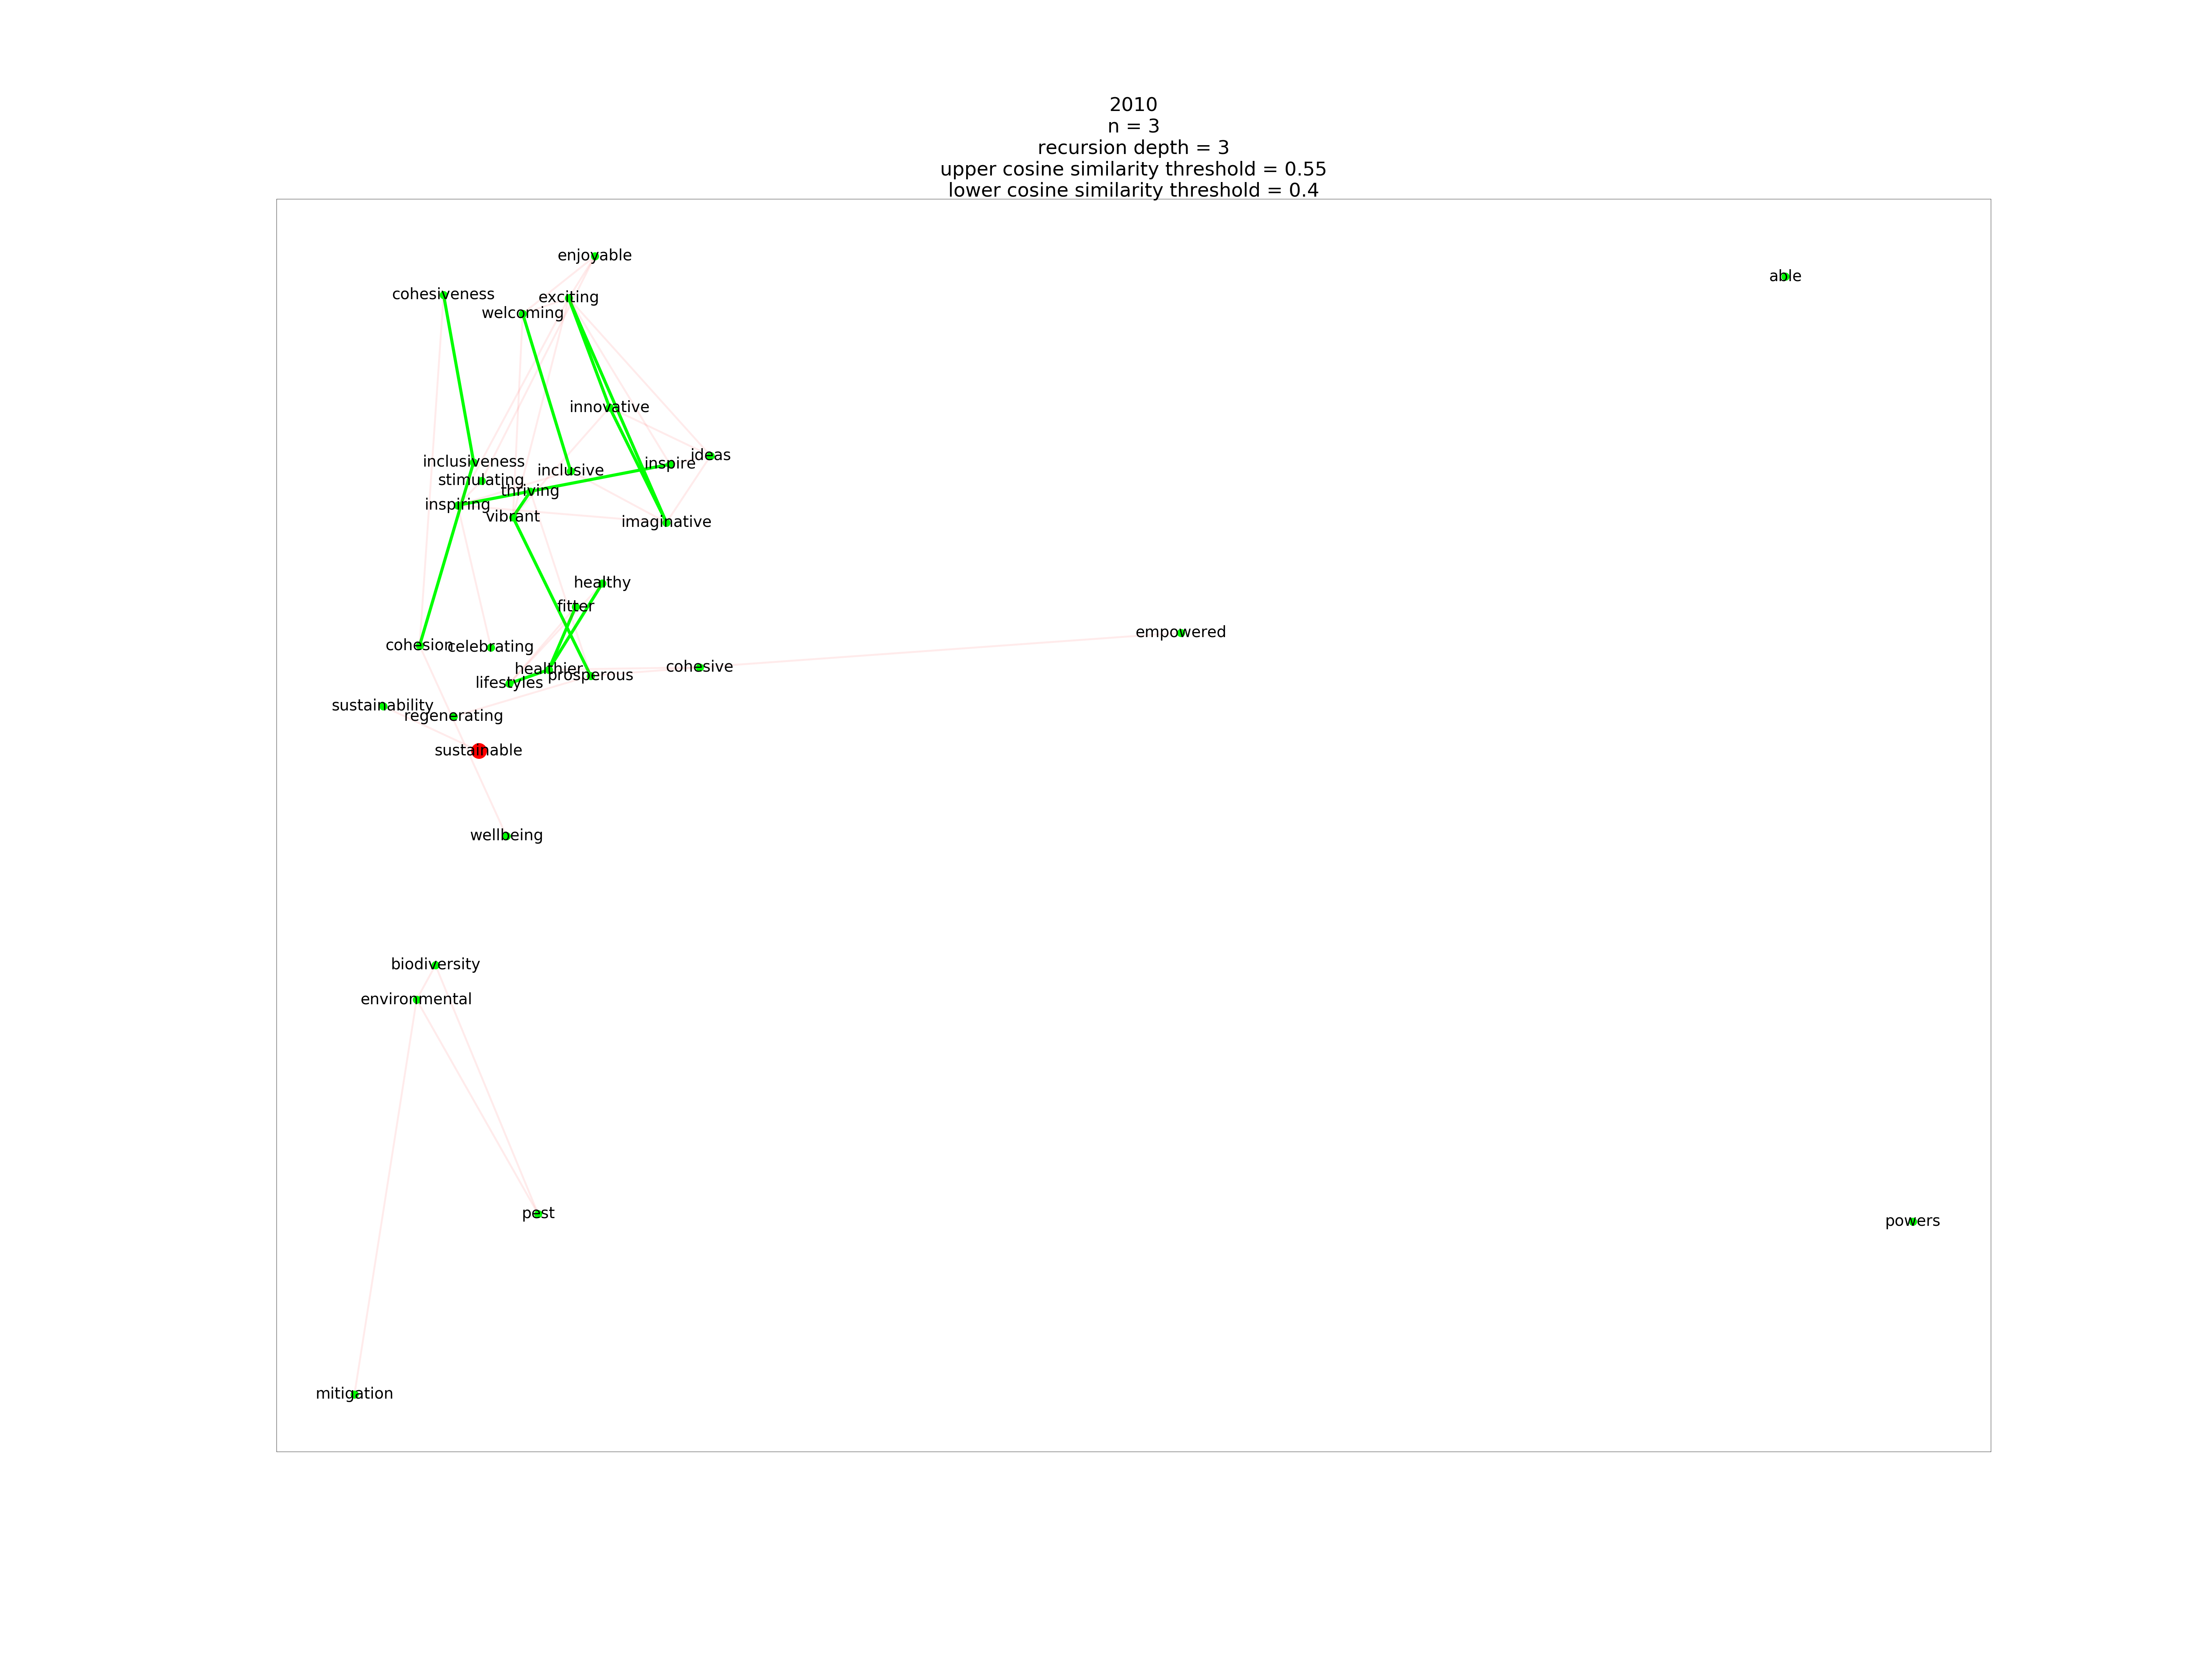 2010
n = 3
recursion depth = 3
upper cosine similarity threshold = 0.55
lower cosine similarity threshold = 0.4
enjoyable
able
cohesiveness
exciting
welcoming
innovative
ideas
inclusiveness
inspire
inclusive
stimulating
thriving
inspiring
vibrant
imaginative
healthy
fitter
empowered
cohesion
celebrating
cohesive
healthier
prosperous
lifestyles
sustainability
regenerating
sustainable
wellbeing
biodiversity
environmental
pest
powers
mitigation